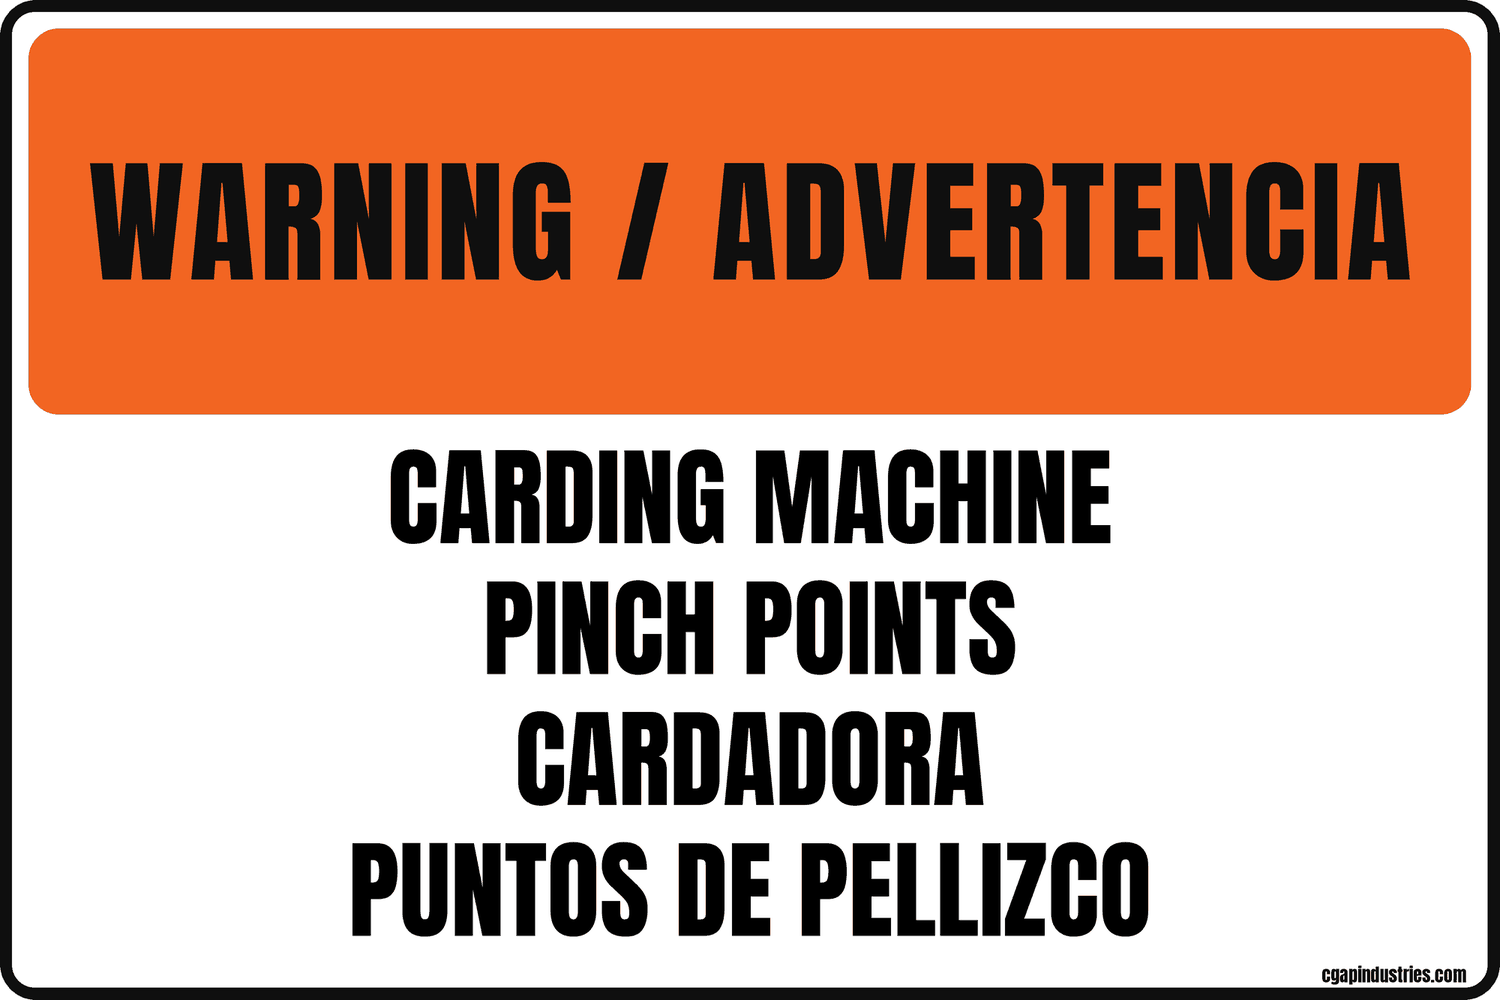 WARNING / ADVERTENCIA
CARDING MACHINE
PINCH POINTS
CARDADORA
PUNTOS DE PELLIZCO
cgapindustries.com